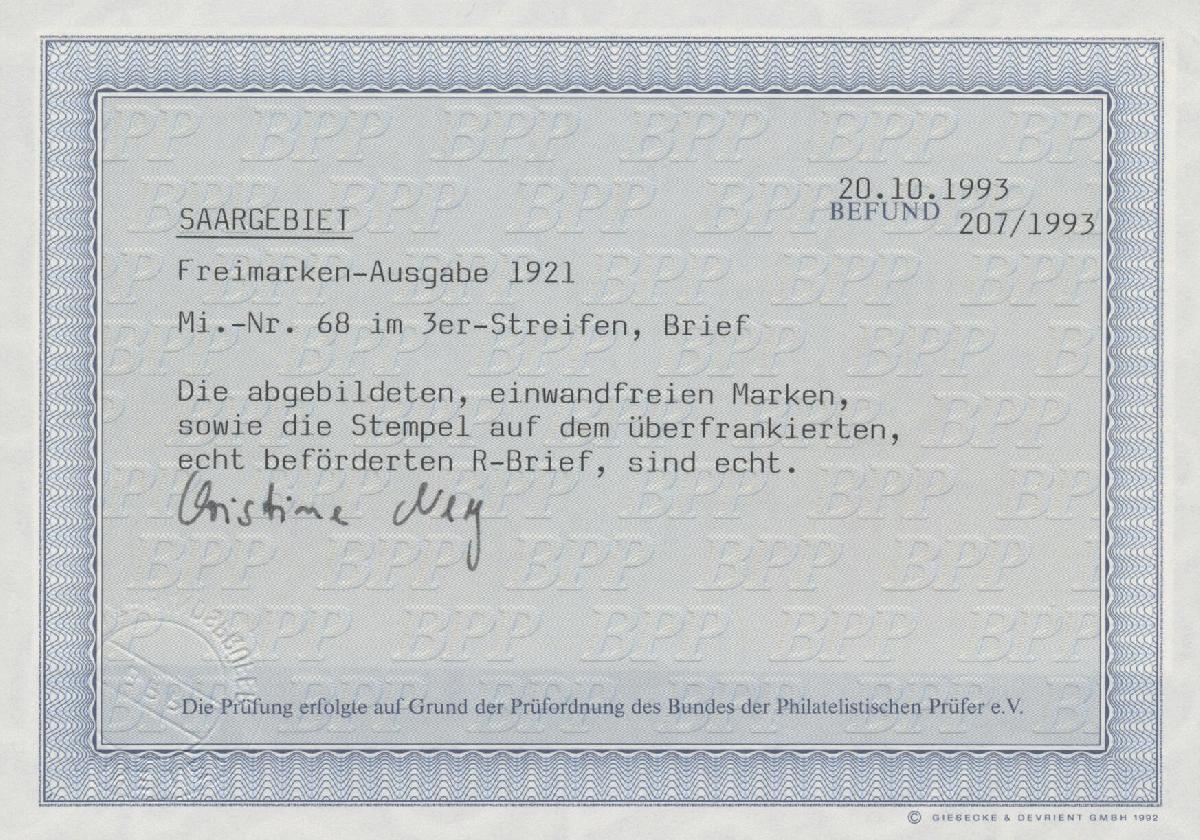 20.10.1993
BEFUND 207/1993
SAARGEBIET
Freimarken-Ausgabe 1921
Mi.-Nr. 68 im 3er-Streifen, Brief
Die abgebildeten, einwandfreien Marken,
sowie die Stempel auf dem überfrankierten,
echt beförderten R-Brief, sind echt.
Christine Ney
Die Prüfung erfolgte auf Grund der Prüfordnung des Bundes der Philatelistischen Prüfer e.V.
© GIESECKE & DEVRIENT GMBH 1992
BPP